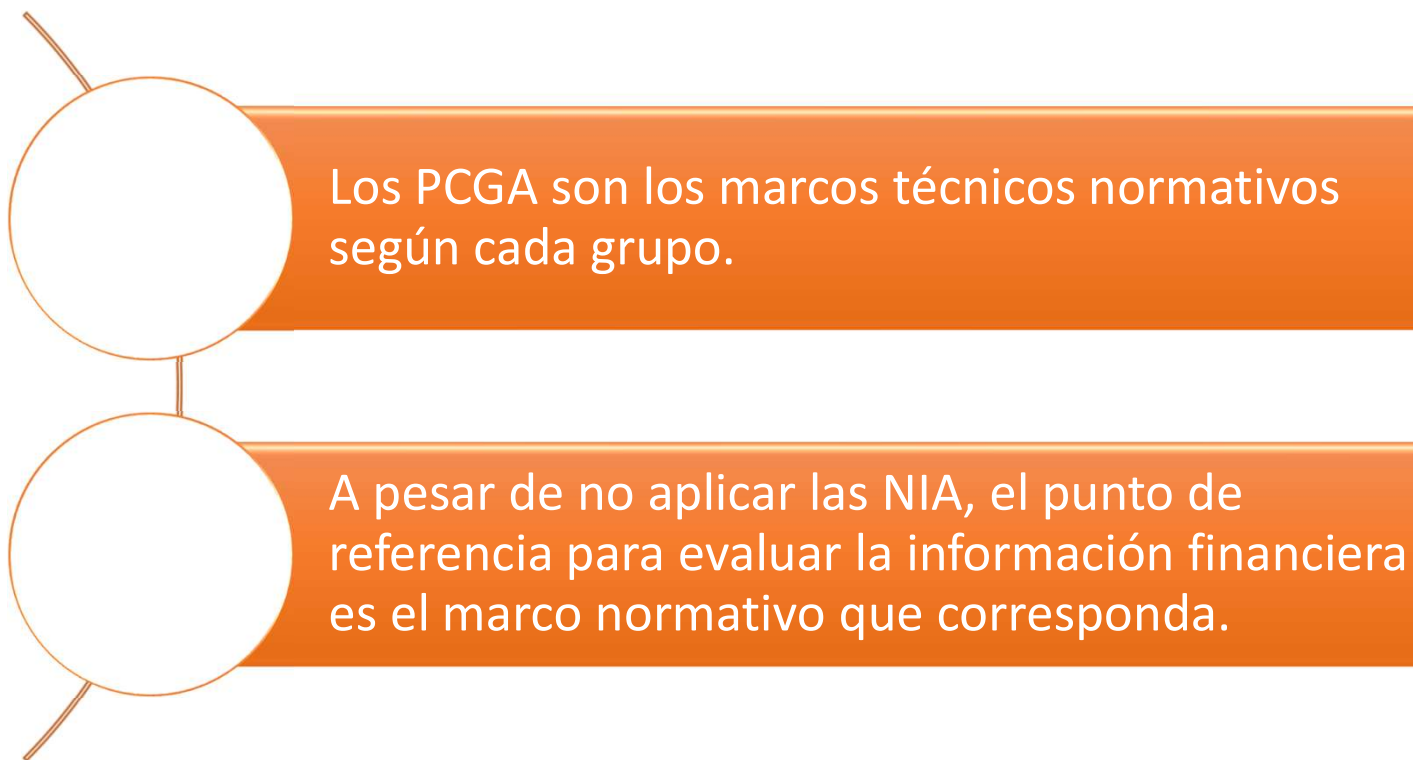 Los PCGA son los marcos técnicos normativos
según cada grupo.
A pesar de no aplicar las NIA, el punto de
referencia para evaluar la información financiera
es el marco normativo que corresponda.